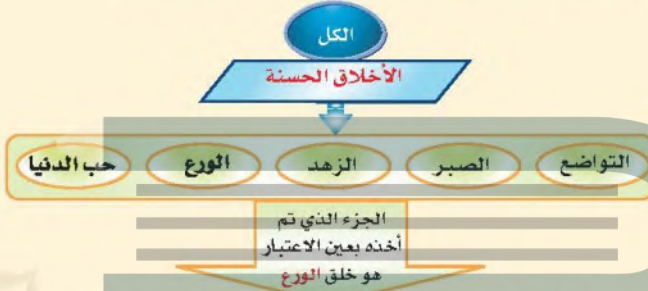 الكل
الأخلاق الحسنة
التواضع الصبر الزهد الورع حب الدنيا
الجزء الذي تم
أخذه بعين الاعتبار
هو خلق الورع